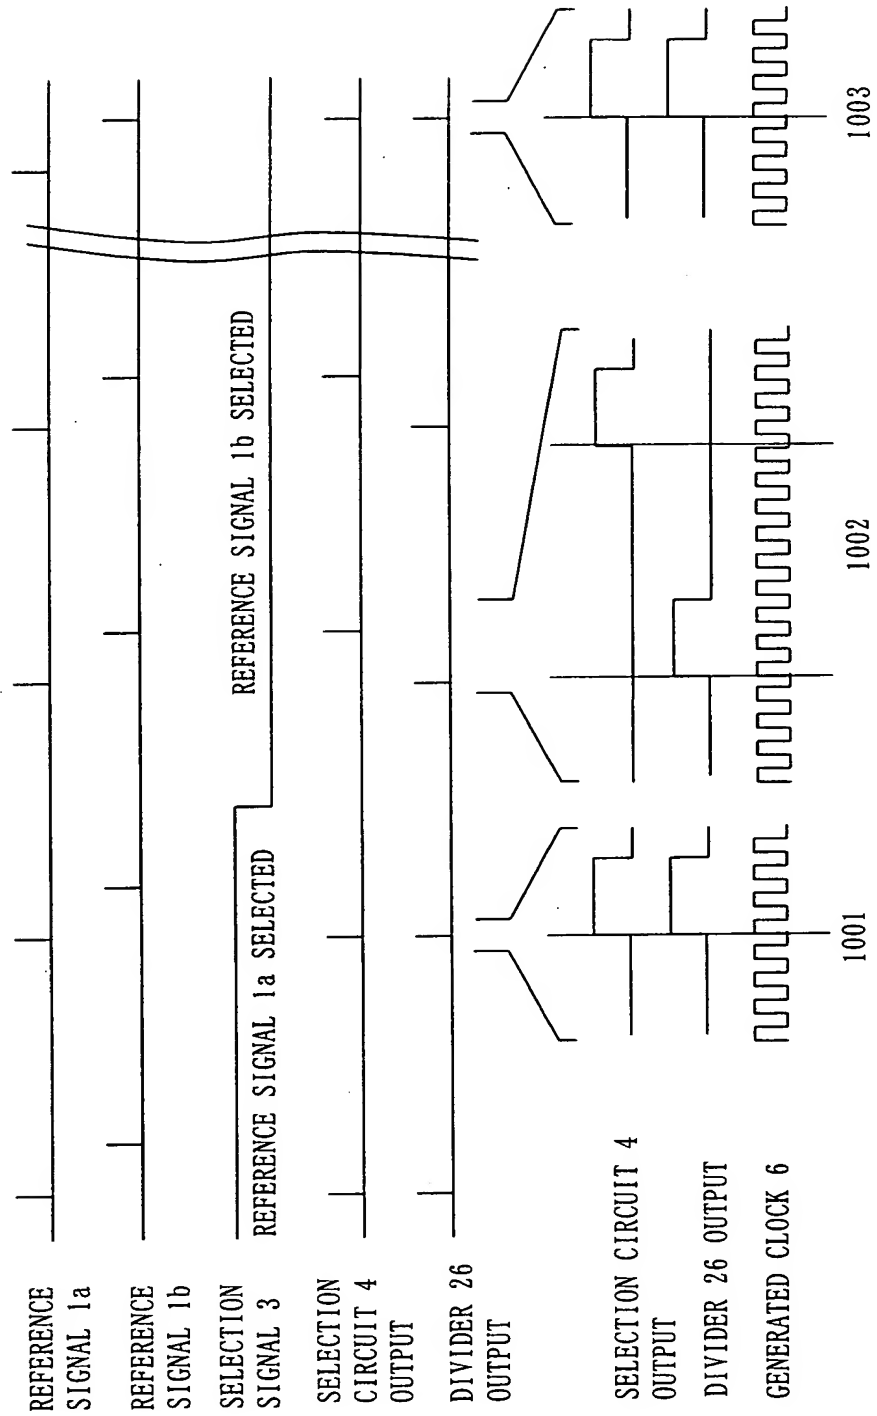 REFERENCE
SIGNAL 1a
REFERENCE
SIGNAL 1b
SELECTION
SIGNAL 3
REFERENCE SIGNAL 1a SELECTED
REFERENCE SIGNAL 1b SELECTED
SELECTION
CIRCUIT 4
OUTPUT
DIVIDER 26
OUTPUT
SELECTION CIRCUIT 4
OUTPUT
DIVIDER 26 OUTPUT
GENERATED CLOCK 6
1001
1002
1003